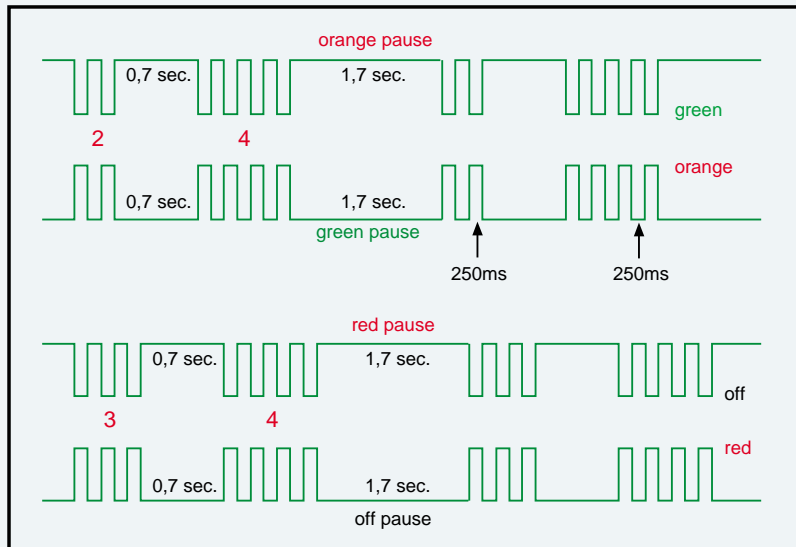 orange pause
0,7 sec. 1,7 sec.
green
2 4
orange
0,7 sec. 1,7 sec.
green pause
250ms 250ms
red pause
0,7 sec. 1,7 sec.
off
3 4
red
0,7 sec. 1,7 sec.
off pause